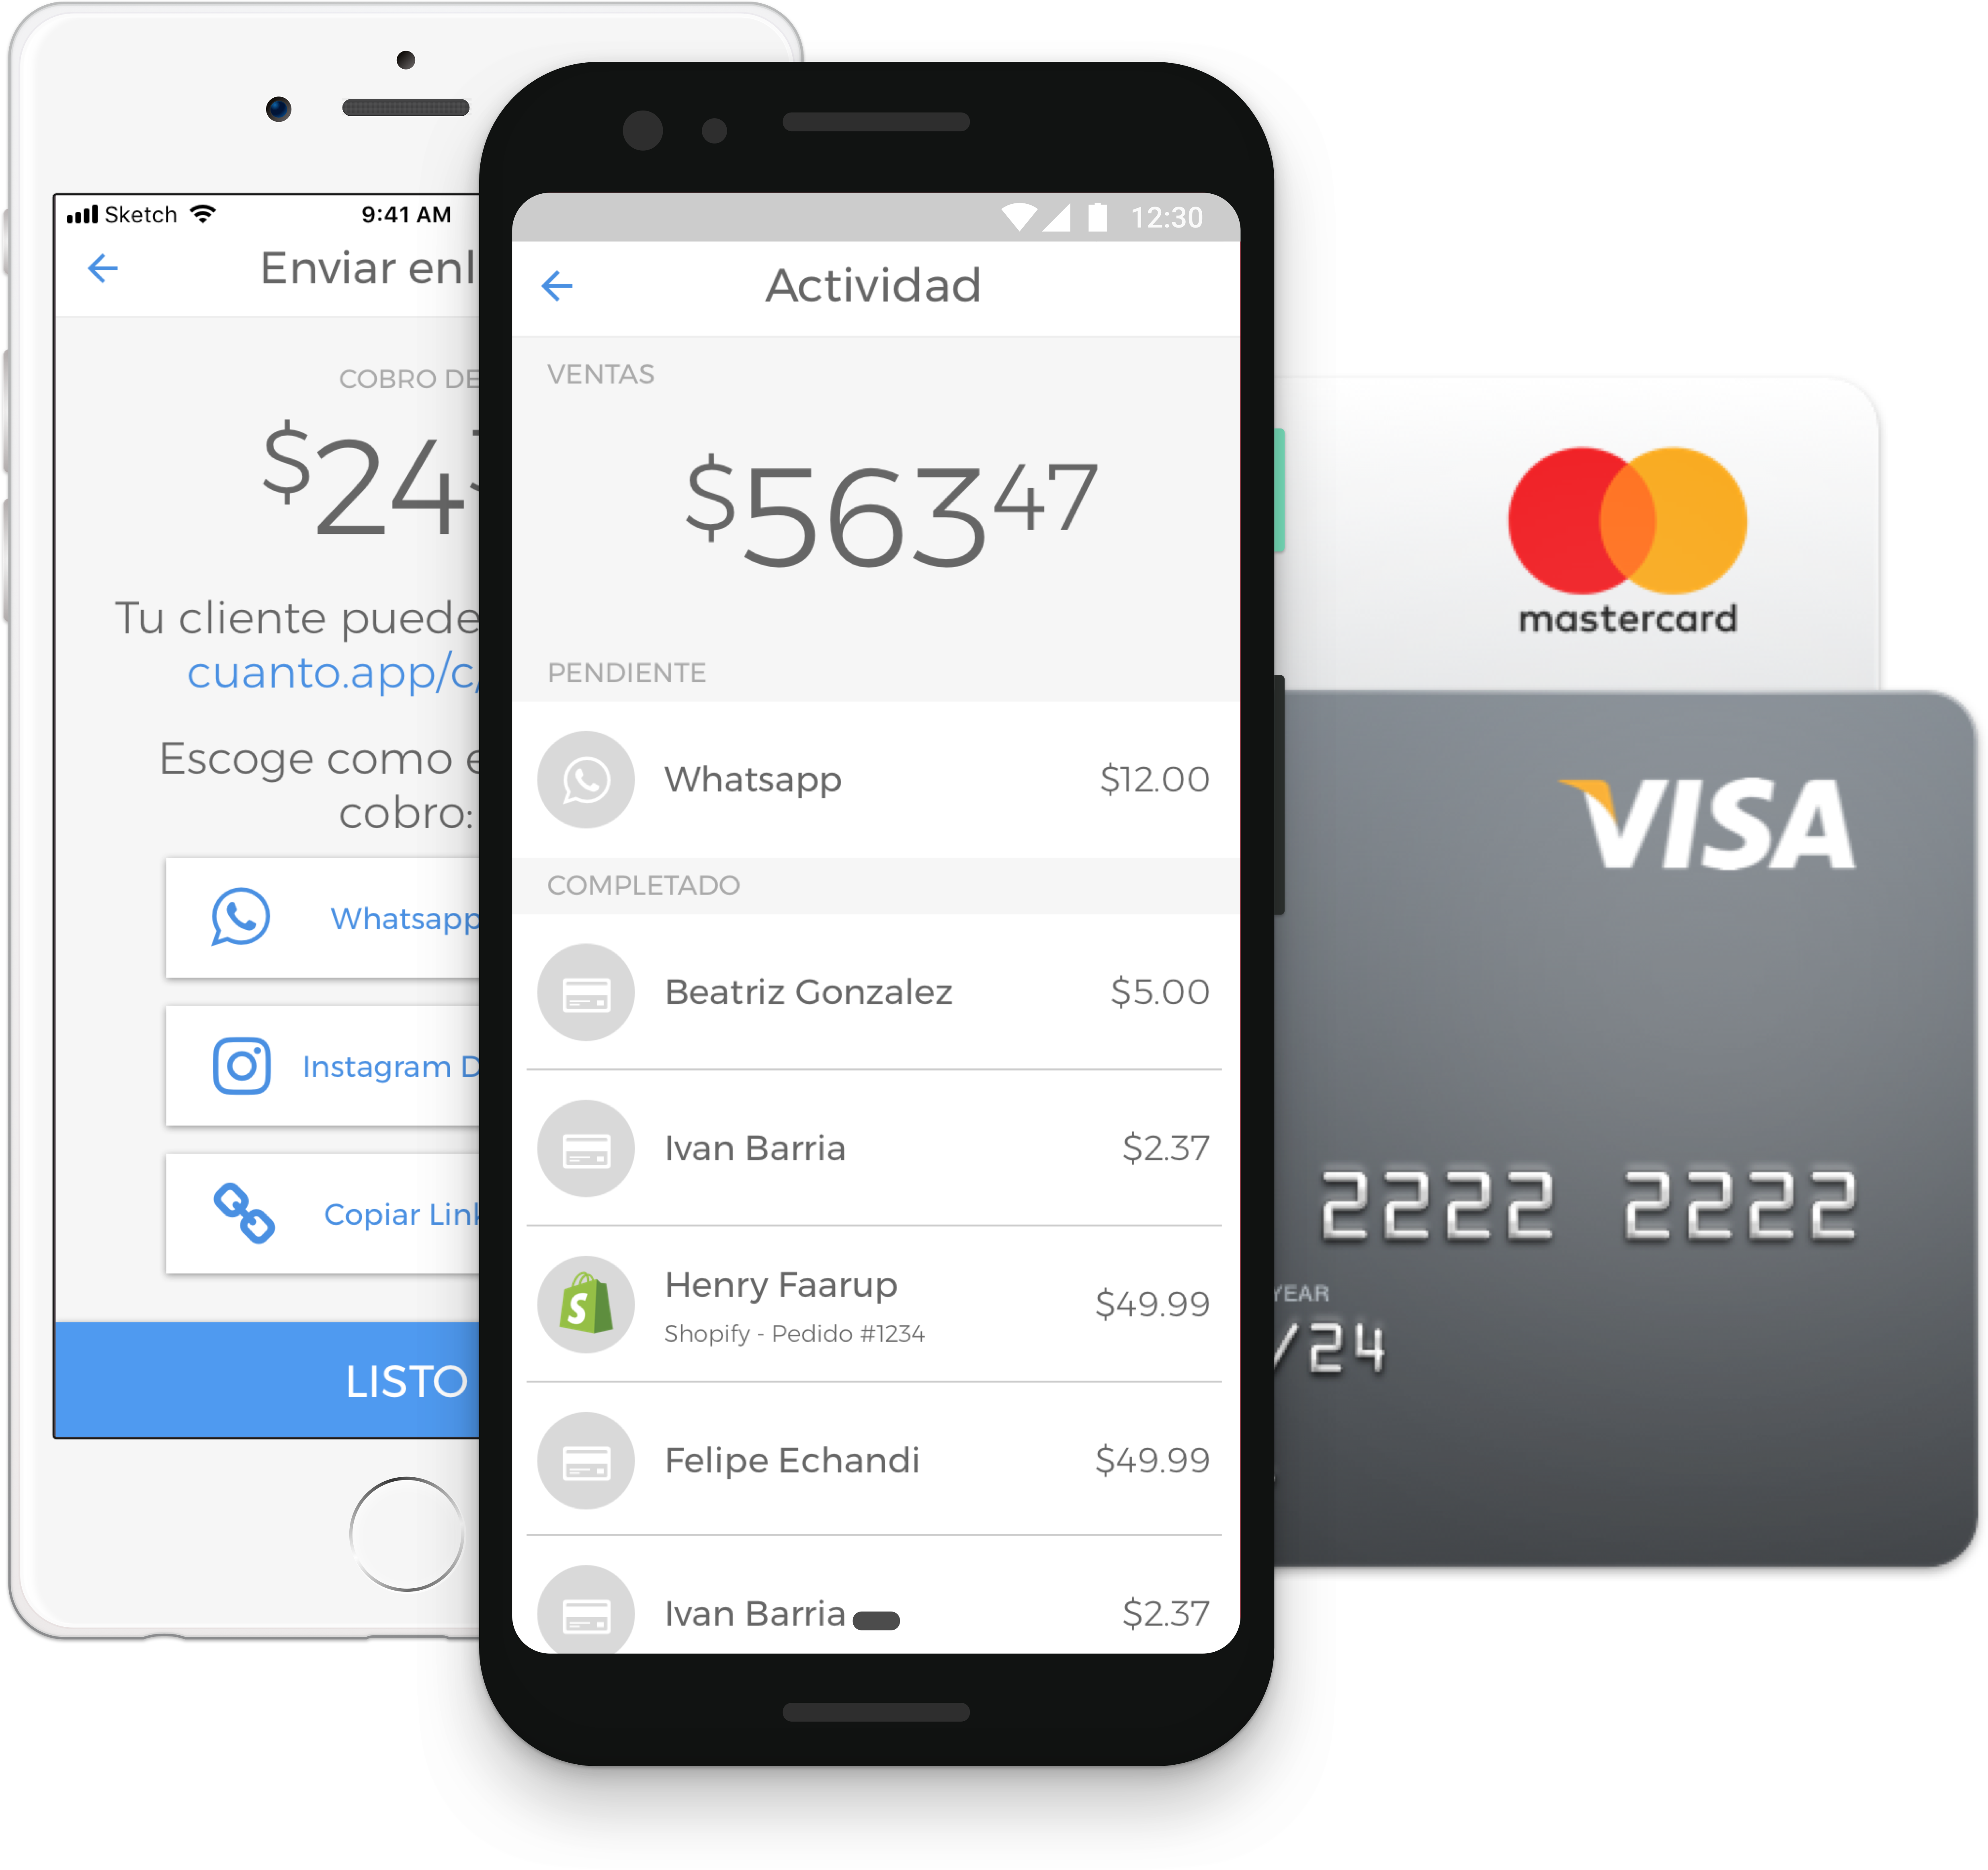 Sketch
9:41 AM
Enviar
COBRO DE
$24
Tu cliente puede
cuanto.app/c/
Escoge como
cobro:
Whatsapp
Instagram
Copiar Link
LISTO
12:30
Actividad
VENTAS
$563 47
PENDIENTE
Whatsapp $12.00
COMPLETADO
Beatriz Gonzalez $5.00
Ivan Barria $2.37
Henry Faarup $49.99
Shopify - Pedido #1234
Felipe Echandi $49.99
Ivan Barria $2.37
mastercard
VISA
2222 2222
YEAR
/24